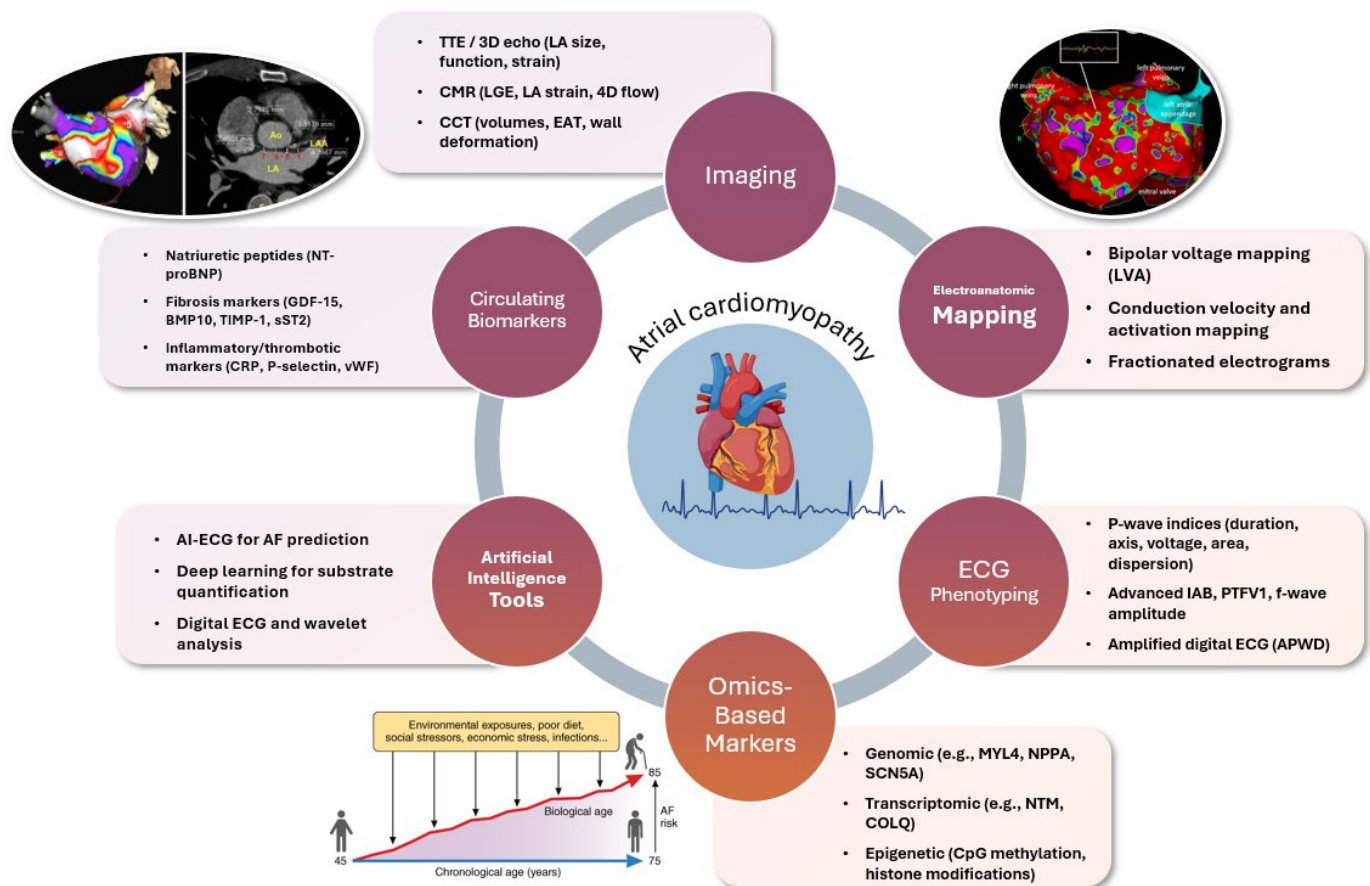 • TTE / 3D echo (LA size,
function, strain)
• CMR (LGE, LA strain, 4D flow)
• CCT (volumes, EAT, wall
deformation)
Imaging
Ao
LAA
LA
left pulmonary
veins
pulmonary
veins
left atrial
appendage
R
mitral valve
• Natriuretic peptides (NT-
proBNP)
• Fibrosis markers (GDF-15,
BMP10, TIMP-1, sST2)
• Inflammatory/thrombotic
markers (CRP, P-selectin, vWF)
Circulating
Biomarkers
Electroanatomic
Mapping
• Bipolar voltage mapping
(LVA)
• Conduction velocity and
activation mapping
• Fractionated electrograms
Atrial cardiomyopathy
• AI-ECG for AF prediction
• Deep learning for substrate
quantification
• Digital ECG and wavelet
analysis
Artificial
Intelligence
Tools
ECG
Phenotyping
• P-wave indices (duration,
axis, voltage, area,
dispersion)
• Advanced IAB, PTFV1, f-wave
amplitude
• Amplified digital ECG (APWD)
Omics-
Based
Markers
• Genomic (e.g., MYL4, NPPA,
SCN5A)
• Transcriptomic (e.g., NTM,
COLQ)
• Epigenetic (CpG methylation,
histone modifications)
Environmental exposures, poor diet,
social stressors, economic stress, infections...
85
Biological age
AF
risk
45
75
Chronological age (years)